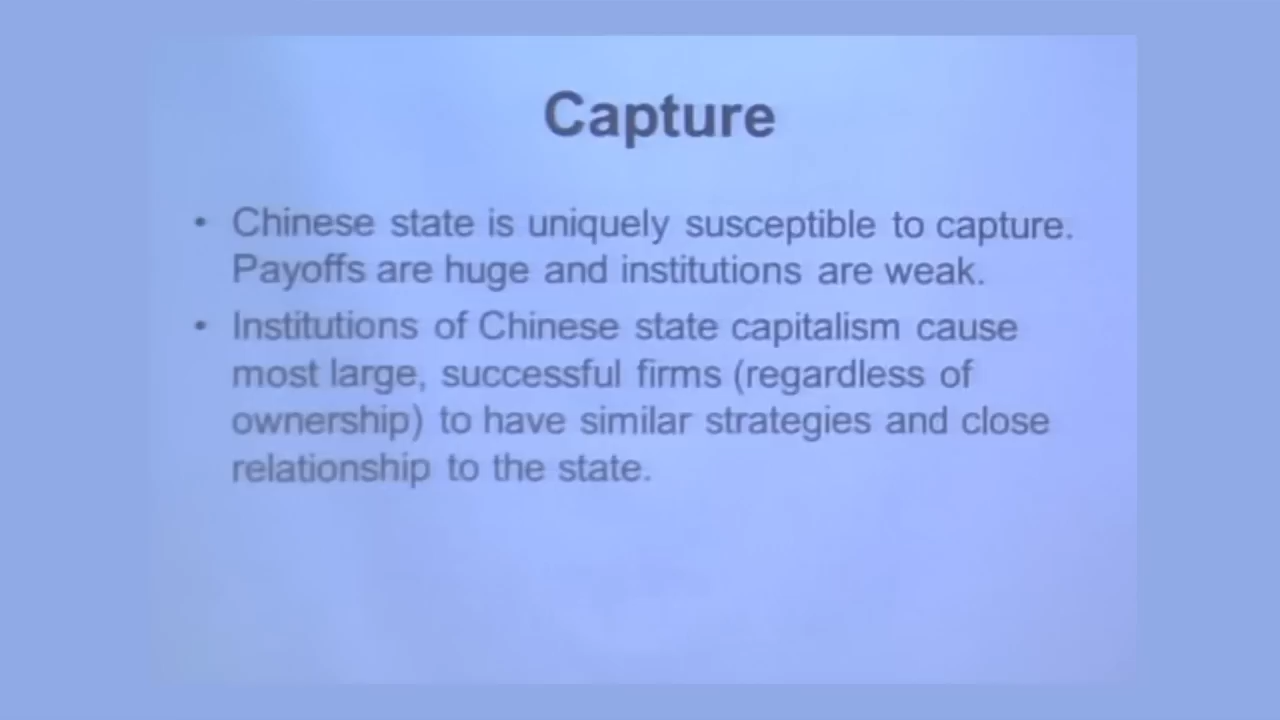 Capture
• Chinese state is uniquely susceptible to capture.
Payoffs are huge and institutions are weak.
• Institutions of Chinese state capitalism cause
most large, successful firms (regardless of
ownership) to have similar strategies and close
relationship to the state.